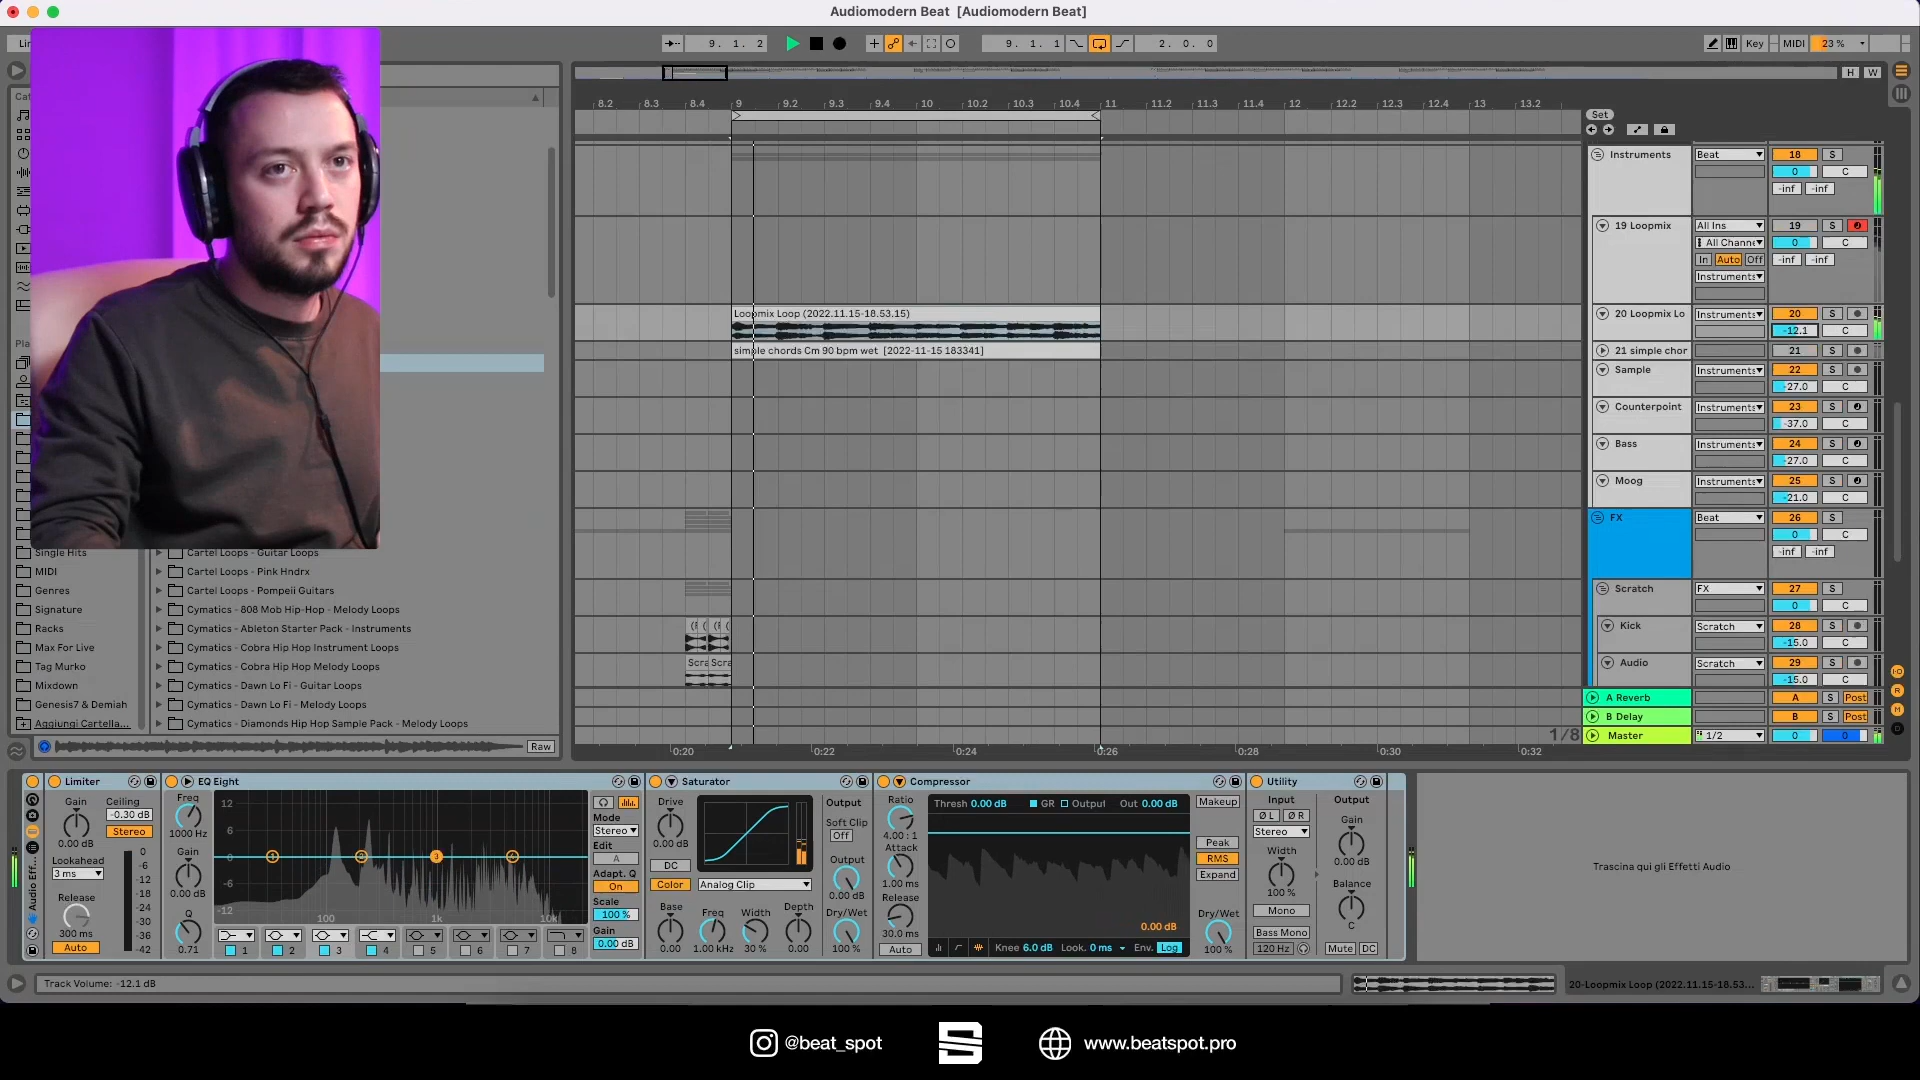 Audiomodern Beat [Audiomodern Beat]
Lin
9. 1. 2
9. 1. 1
2. 0. 0
Key
MIDI
23 %
H
W
Cat
8.2 8.3 8.4 9 9.2 9.3 9.4 10 10.2 10.3 10.4 11 11.2 11.3 11.4 12 12.2 12.3 12.4 13 13.2
Set
Instruments Beat 18 S
0 C
-inf -inf
19 Loopmix All Ins 19 S
All Channe 0 C
In Auto Off -inf -inf
Instruments
Loopmix Loop (2022.11.15-18.53.15)
20 Loopmix Lo Instruments 20 S
-12.1 C
simple chords Cm 90 bpm wet [2022-11-15 183341]
21 simple chor 21 S
Sample Instruments 22 S
-27.0 C
Counterpoint Instruments 23 S
-37.0 C
Bass Instruments 24 S
-27.0 C
Moog Instruments 25 S
-21.0 C
FX Beat 26 S
0 C
-inf -inf
Scratch FX 27 S
0 C
Kick Scratch 28 S
-15.0 C
Scra Scra
Audio Scratch 29 S
-15.0 C
A Reverb A S Post
B Delay B S Post
1/8
Master 1/2 0 0
0:20 0:22 0:24 0:26 0:28 0:30 0:32
Pla
Single Hits
MIDI
Genres
Signature
Racks
Max For Live
Tag Murko
Mixdown
Genesis7 & Demiah
Aggiungi Cartella...
Cartel Loops - Guitar Loops
Cartel Loops - Pink Hndrx
Cartel Loops - Pompeii Guitars
Cymatics - 808 Mob Hip-Hop - Melody Loops
Cymatics - Ableton Starter Pack - Instruments
Cymatics - Cobra Hip Hop Instrument Loops
Cymatics - Cobra Hip Hop Melody Loops
Cymatics - Dawn Lo Fi - Guitar Loops
Cymatics - Dawn Lo Fi - Melody Loops
Cymatics - Diamonds Hip Hop Sample Pack - Melody Loops
Raw
Audio Eff...
Limiter
Gain
0.00 dB
Ceiling
-0.30 dB
Stereo
Lookahead
3 ms
Release
300 ms
Auto
0
-6
-12
-18
-24
-30
-36
-42
EQ Eight
Freq
1000 Hz
Gain
0.00 dB
Q
0.71
12
6
0
-6
-12
100 1k 10k
1 2 3 4
1 2 3 4 5 6 7 8
Mode
Stereo
Edit
A
Adapt. Q
On
Scale
100 %
Gain
0.00 dB
Saturator
Drive
0.00 dB
DC
Color
Analog Clip
Base
0.00
Freq
1.00 kHz
Width
30 %
Depth
0.00
Output
Soft Clip
Off
Output
0.00 dB
Dry/Wet
100 %
Compressor
Ratio
4.00 : 1
Attack
1.00 ms
Release
30.0 ms
Auto
Thresh 0.00 dB GR Output Out 0.00 dB
0.00 dB
Knee 6.0 dB Look. 0 ms Env. Log
Makeup
Peak
RMS
Expand
Dry/Wet
100 %
Utility
Input
Ø L Ø R
Stereo
Width
100 %
Mono
Bass Mono
120 Hz
Output
Gain
0.00 dB
Balance
C
Mute DC
Trascina qui gli Effetti Audio
Track Volume: -12.1 dB
20-Loopmix Loop (2022.11.15-18.53...
@beat_spot
www.beatspot.pro